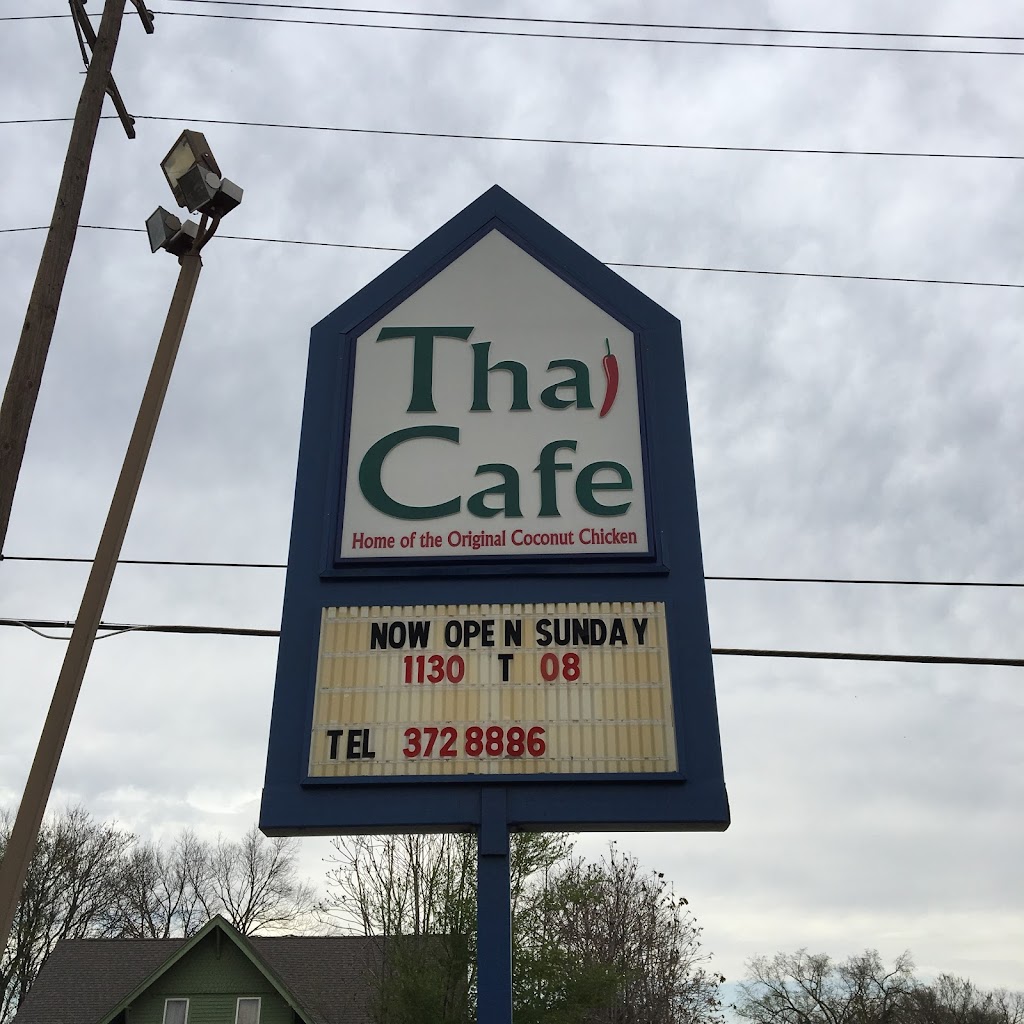 Thai
Cafe
Home of the Original Coconut Chicken
NOW OPEN SUNDAY
1130 T 08
TEL 372 8886